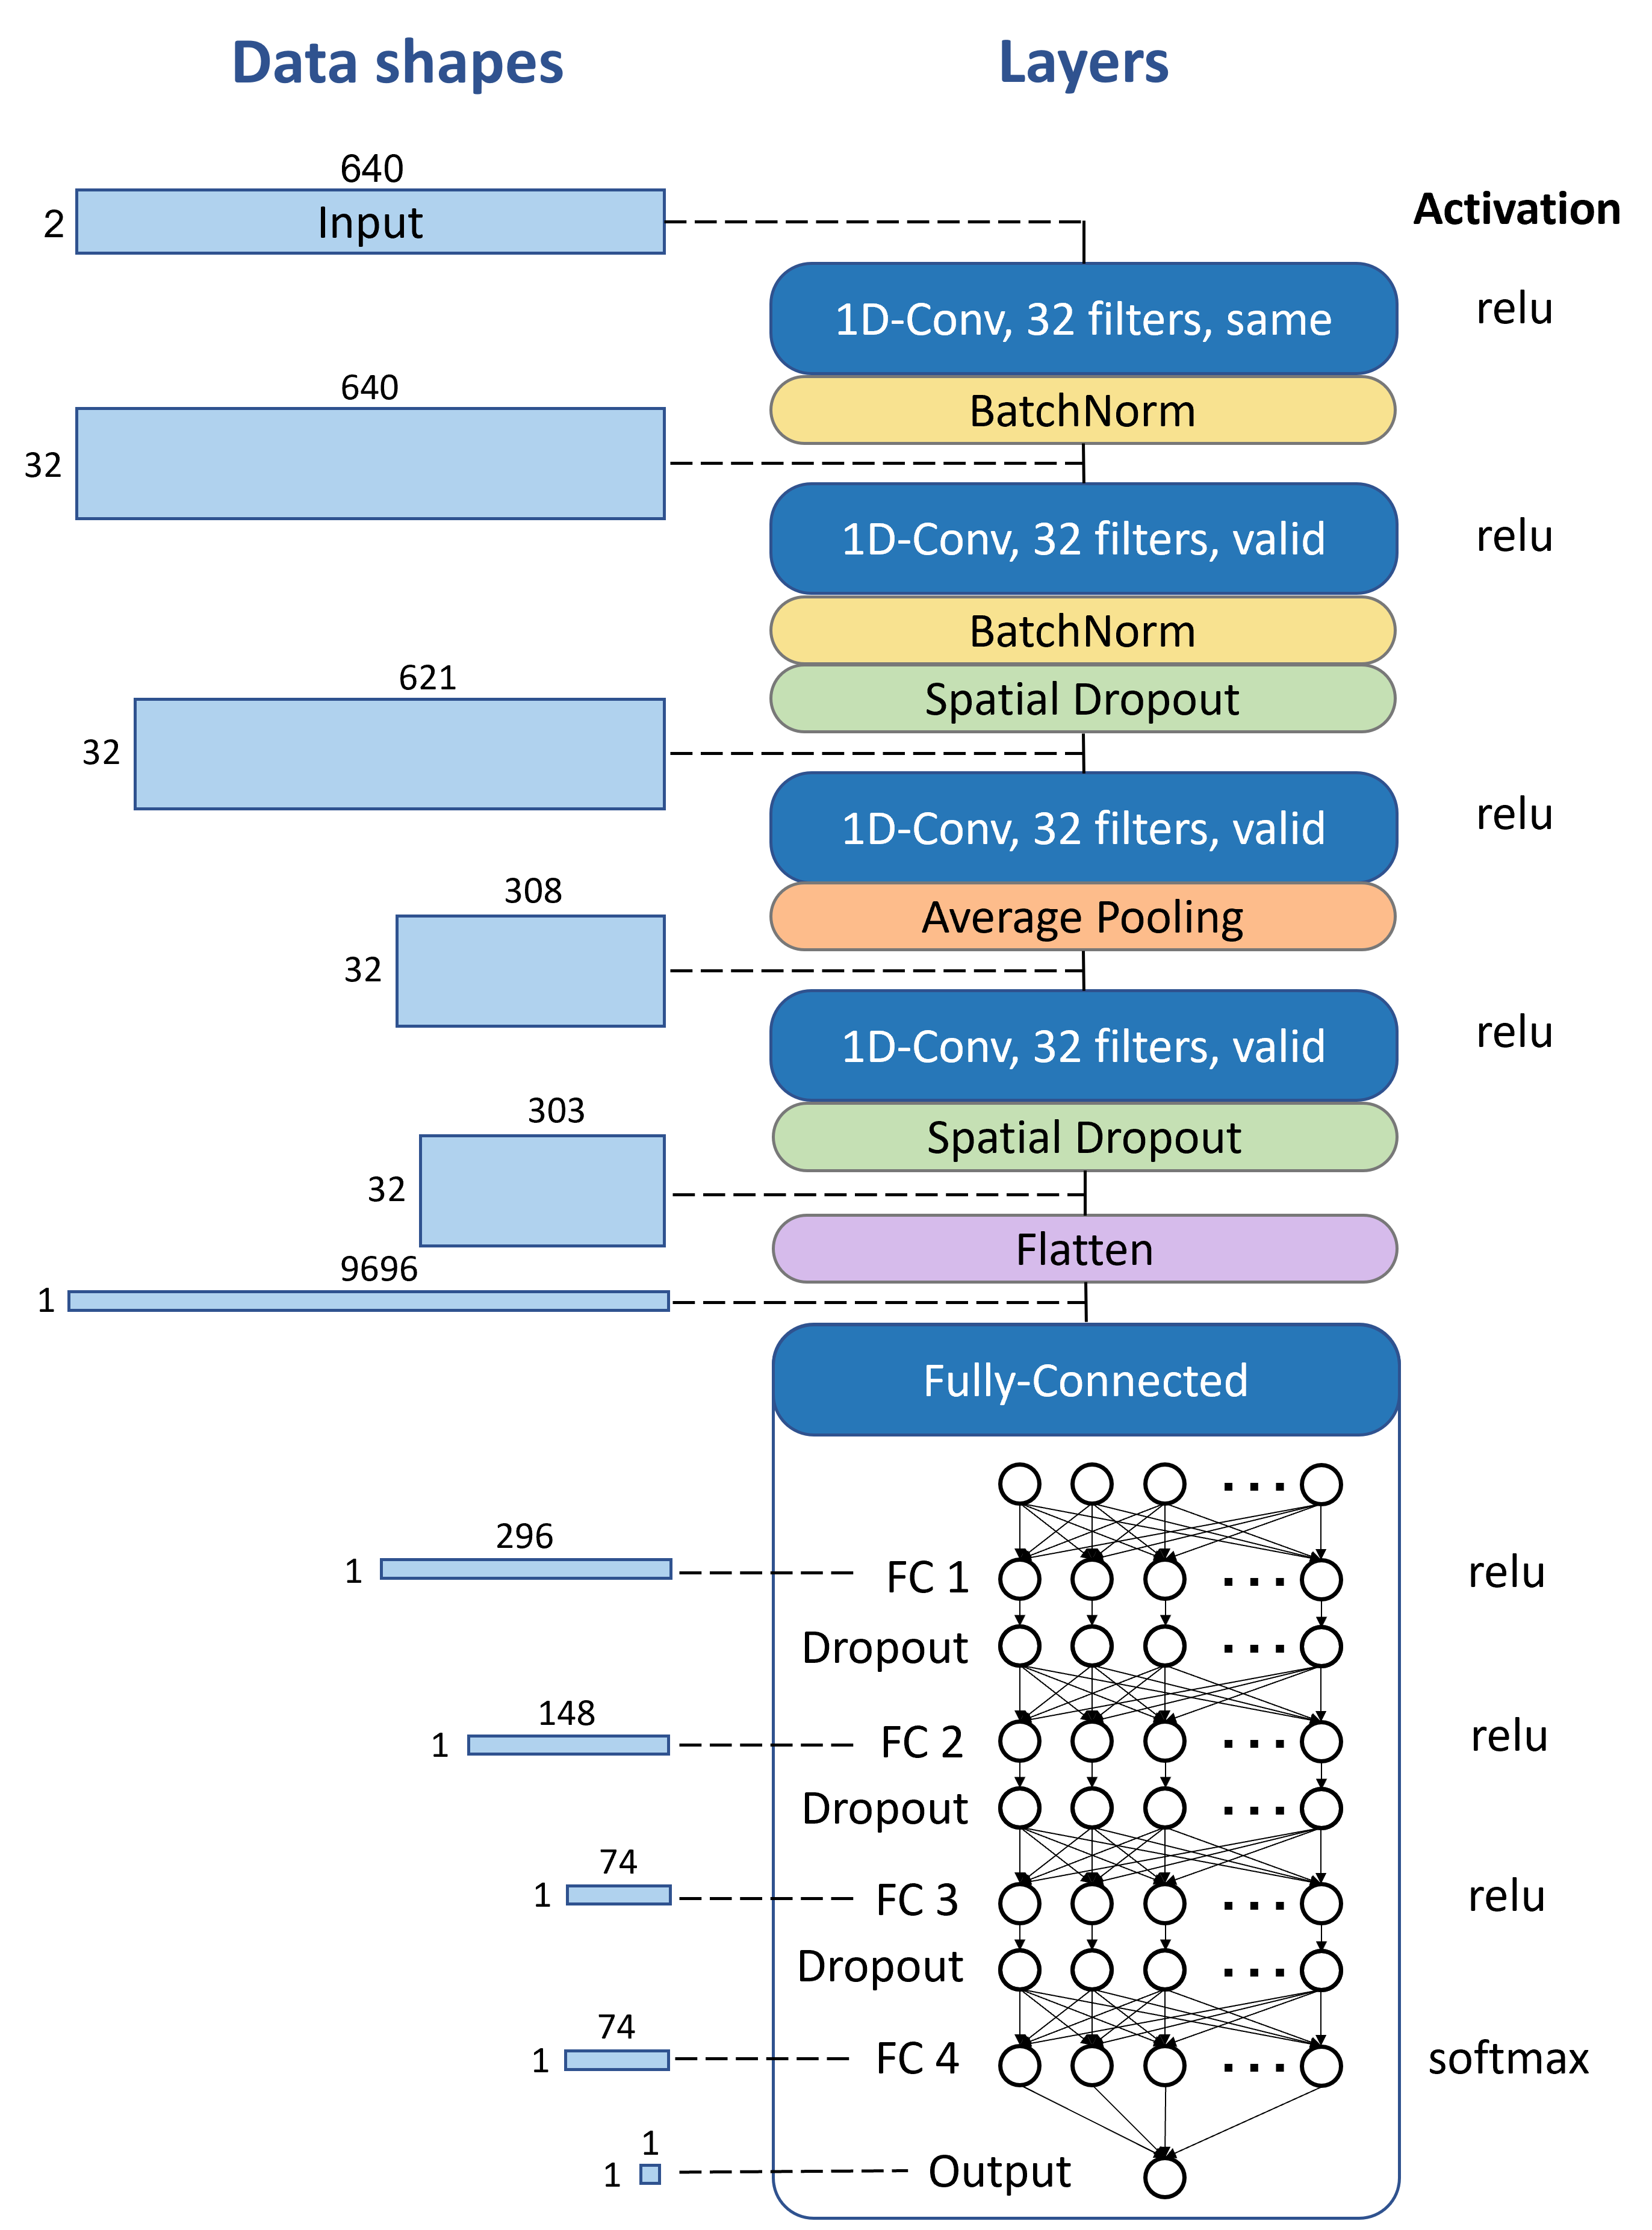 Data shapes
Layers
640
Activation
2
Input
relu
1D-Conv, 32 filters, same
640
BatchNorm
32
1D-Conv, 32 filters, valid
relu
BatchNorm
621
Spatial Dropout
32
1D-Conv, 32 filters, valid
relu
308
Average Pooling
32
1D-Conv, 32 filters, valid
relu
303
Spatial Dropout
32
Flatten
9696
1
Fully-Connected
296
1
FC 1
relu
Dropout
148
1
FC 2
relu
Dropout
74
1
FC 3
relu
Dropout
74
1
FC 4
softmax
1
1
Output